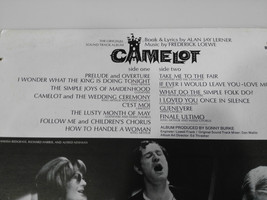 THE ORIGINAL
SOUND TRACK ALBUM
Book & Lyrics by ALAN JAY LERNER
Music by FREDERICK LOEWE
CAMELOT
side one
PRELUDE and OVERTURE
I WONDER WHAT THE KING IS DOING TONIGHT
THE SIMPLE JOYS OF MAIDENHOOD
CAMELOT and THE WEDDING CEREMONY
C'EST MOI
THE LUSTY MONTH OF MAY
FOLLOW ME and CHILDREN'S CHORUS
HOW TO HANDLE A WOMAN
side two
TAKE ME TO THE FAIR
IF EVER I WOULD LEAVE YOU • LOVE
WHAT DO THE SIMPLE FOLK DO
I LOVED YOU ONCE IN SILENCE
GUENEVERE
FINALE ULTIMO
ALBUM PRODUCED BY SONNY BURKE